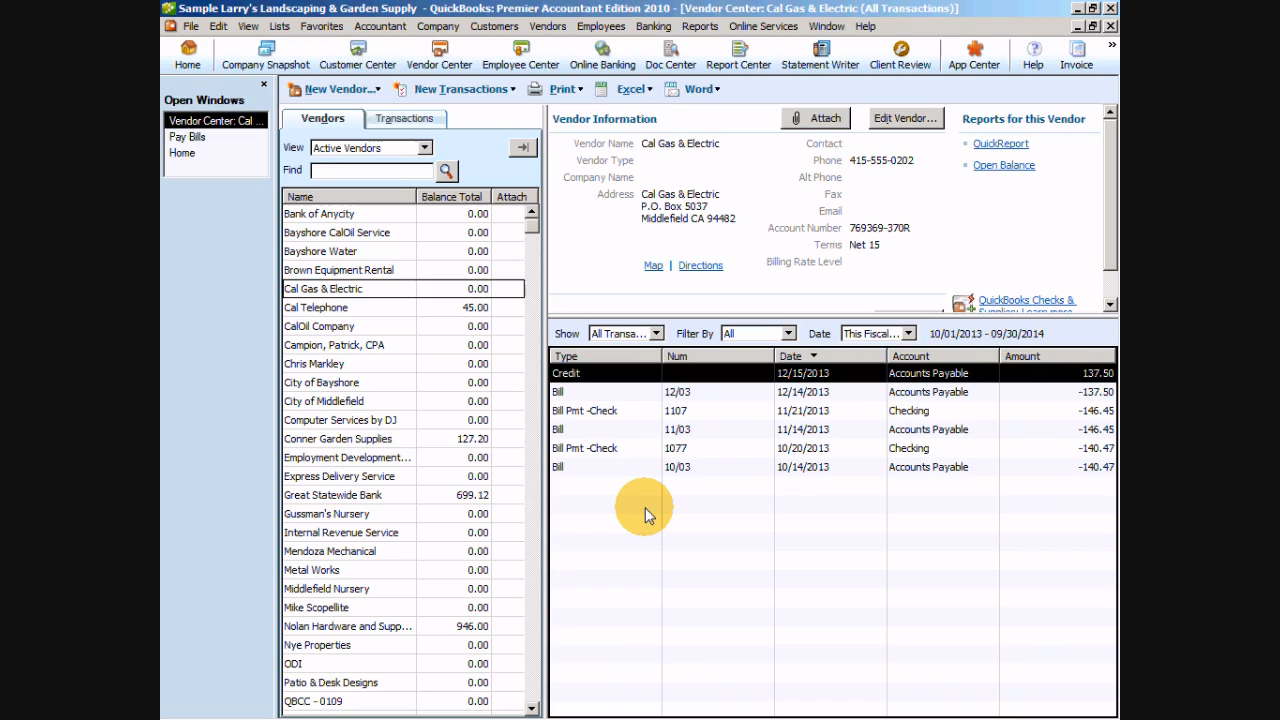 Sample Larry's Landscaping & Garden Supply - QuickBooks: Premier Accountant Edition 2010 - [Vendor Center: Cal Gas & Electric (All Transactions)]
File Edit View Lists Favorites Accountant Company Customers Vendors Employees Banking Reports Online Services Window Help
Home Company Snapshot Customer Center Vendor Center Employee Center Online Banking Doc Center Report Center Statement Writer Client Review App Center Help Invoice
Open Windows
Vendor Center: Cal ...
Pay Bills
Home
New Vendor... New Transactions Print Excel Word
Vendors Transactions
View Active Vendors
Find
Name Balance Total Attach
Bank of Anycity 0.00
Bayshore CalOil Service 0.00
Bayshore Water 0.00
Brown Equipment Rental 0.00
Cal Gas & Electric 0.00
Cal Telephone 45.00
CalOil Company 0.00
Campion, Patrick, CPA 0.00
Chris Markley 0.00
City of Bayshore 0.00
City of Middlefield 0.00
Computer Services by DJ 0.00
Conner Garden Supplies 127.20
Employment Development... 0.00
Express Delivery Service 0.00
Great Statewide Bank 699.12
Gussman's Nursery 0.00
Internal Revenue Service 0.00
Mendoza Mechanical 0.00
Metal Works 0.00
Middlefield Nursery 0.00
Mike Scopellite 0.00
Nolan Hardware and Supp... 946.00
Nye Properties 0.00
ODI 0.00
Patio & Desk Designs 0.00
QBCC - 0109 0.00
Vendor Information Attach Edit Vendor...
Vendor Name Cal Gas & Electric
Vendor Type
Company Name
Address Cal Gas & Electric
P.O. Box 5037
Middlefield CA 94482
Map | Directions
Contact
Phone 415-555-0202
Alt Phone
Fax
Email
Account Number 769369-370R
Terms Net 15
Billing Rate Level
Reports for this Vendor
QuickReport
Open Balance
QuickBooks Checks &
Supplies: Learn more
Show All Transa... Filter By All Date This Fiscal... 10/01/2013 - 09/30/2014
Type Num Date Account Amount
Credit 12/15/2013 Accounts Payable 137.50
Bill 12/03 12/14/2013 Accounts Payable -137.50
Bill Pmt -Check 1107 11/21/2013 Checking -146.45
Bill 11/03 11/14/2013 Accounts Payable -146.45
Bill Pmt -Check 1077 10/20/2013 Checking -140.47
Bill 10/03 10/14/2013 Accounts Payable -140.47